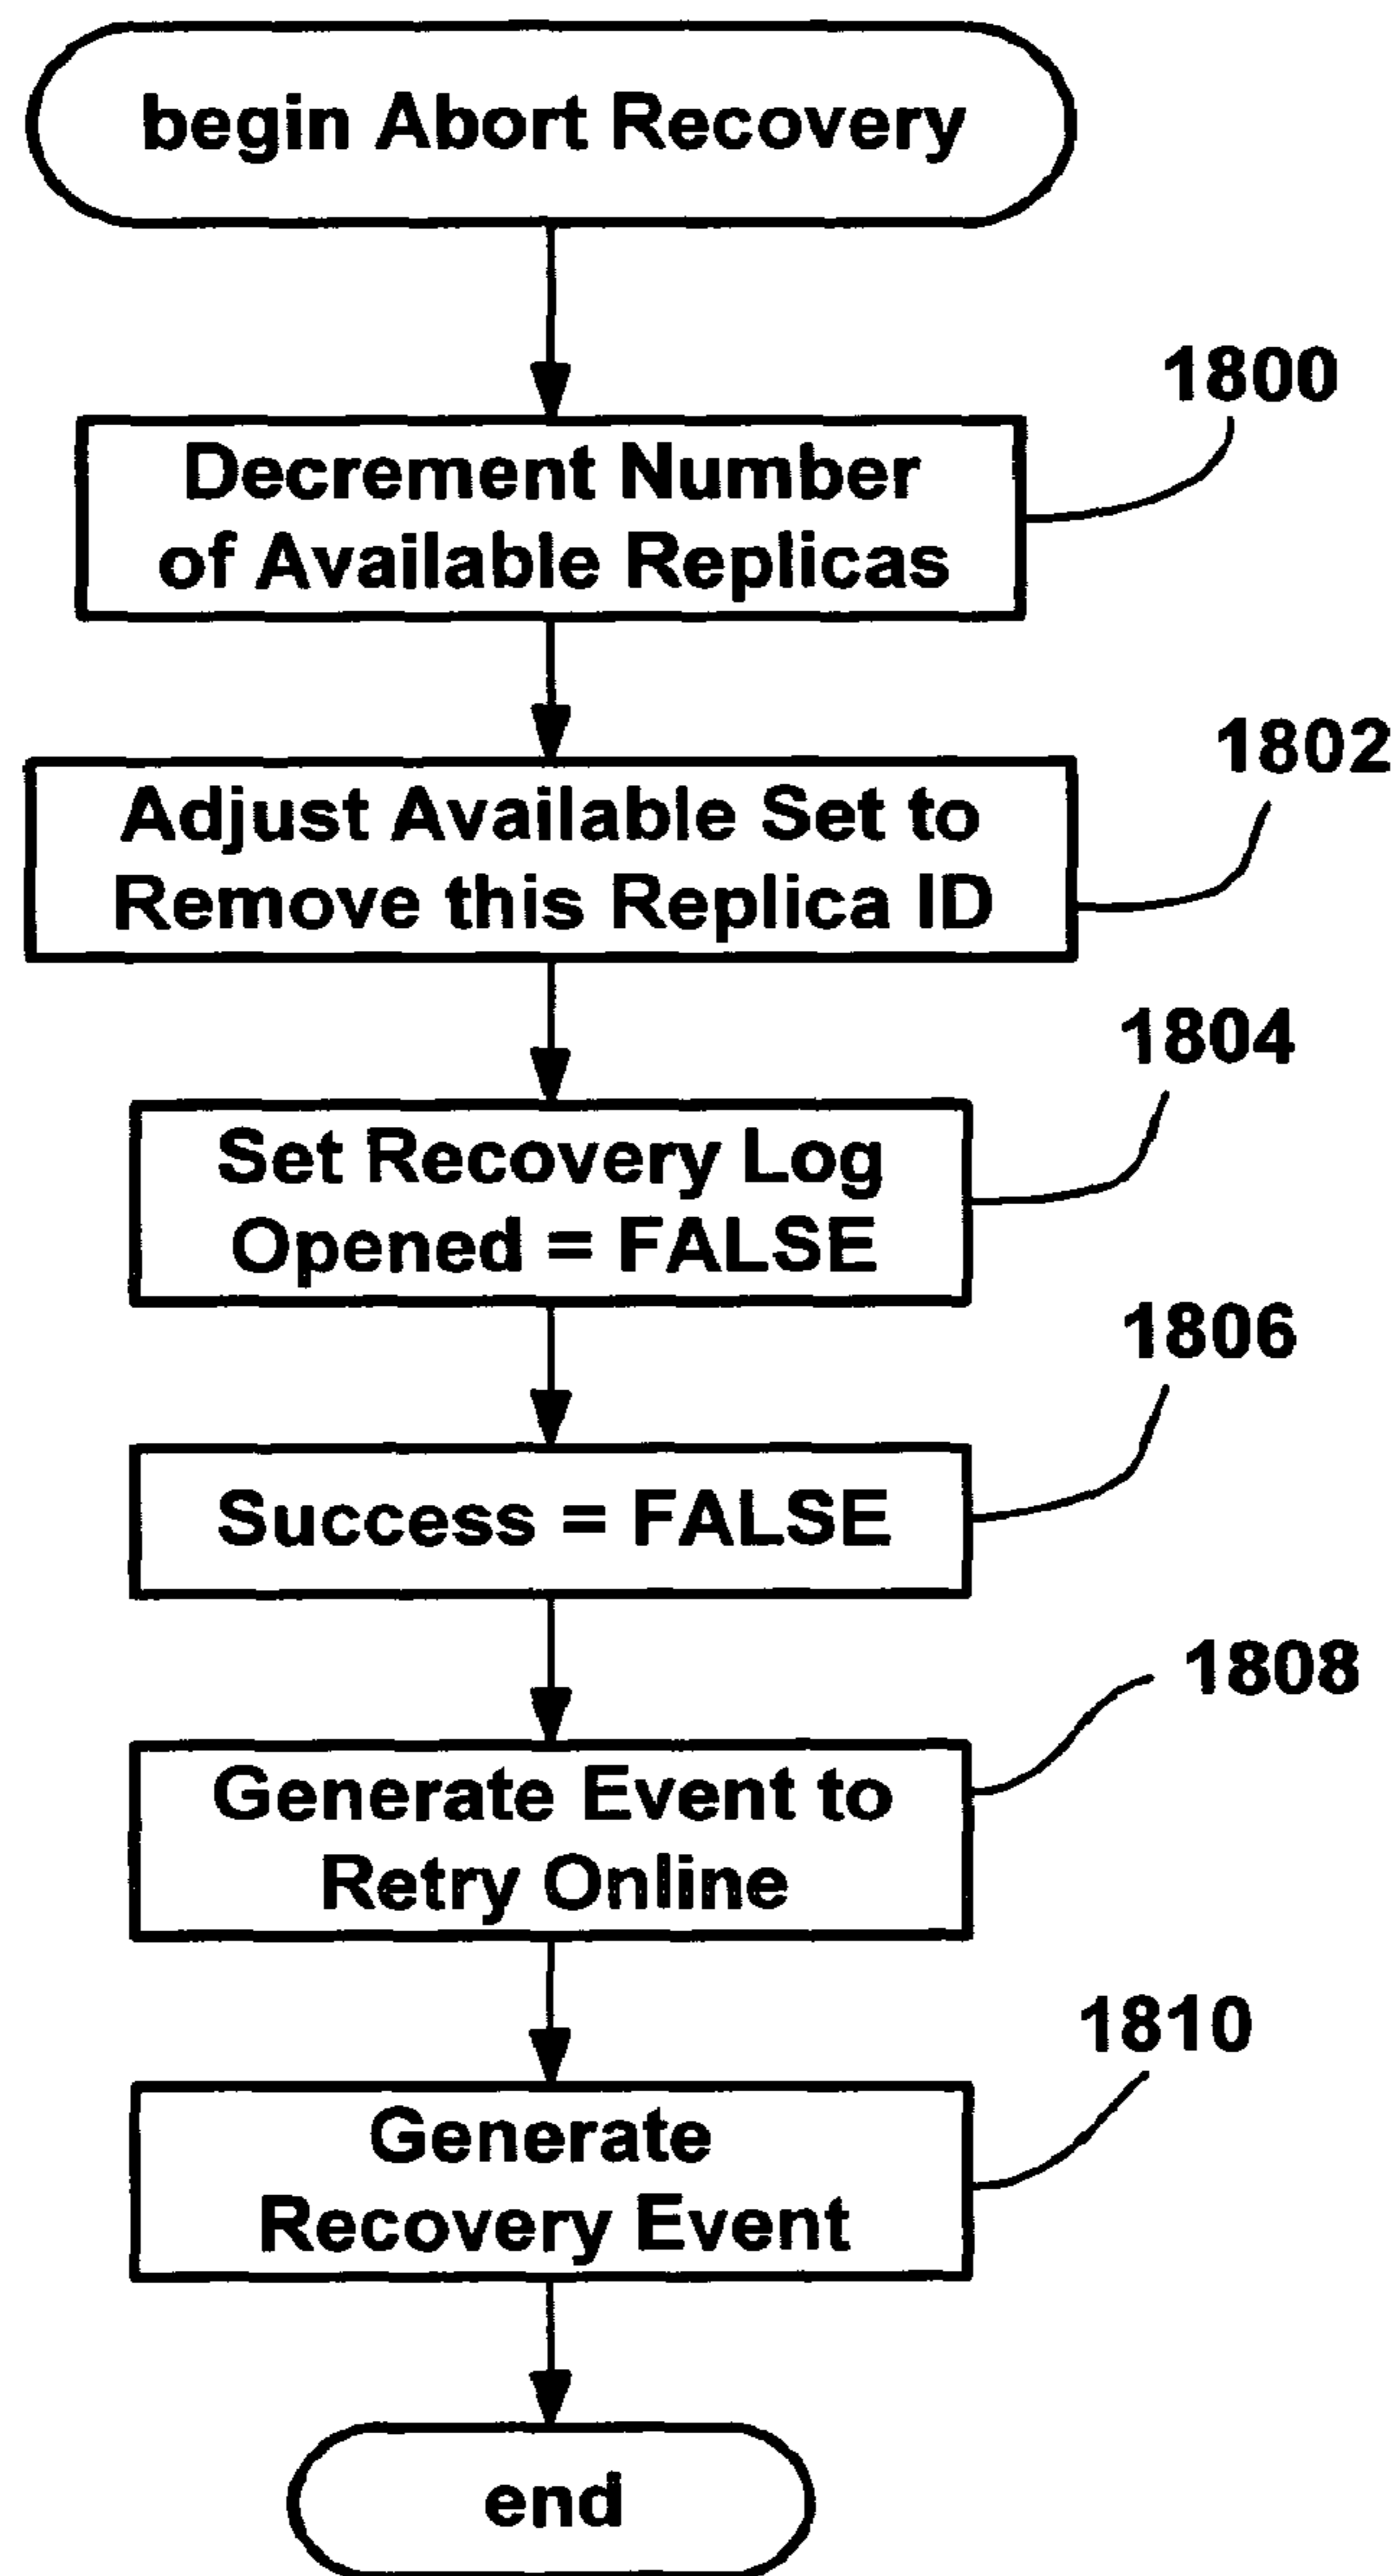 begin Abort Recovery
1800
Decrement Number
of Available Replicas
1802
Adjust Available Set to
Remove this Replica ID
1804
Set Recovery Log
Opened = FALSE
1806
Success = FALSE
1808
Generate Event to
Retry Online
1810
Generate
Recovery Event
end